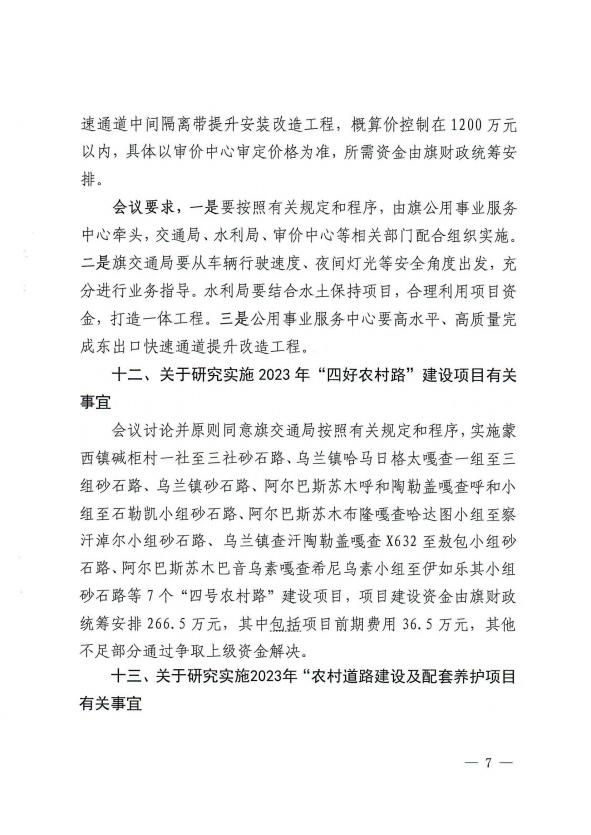 速通道中间隔离带提升安装改造工程，概算价控制在 1200 万元
以内，具体以审价中心审定价格为准，所需资金由旗财政统筹安
排。
会议要求，一是要按照有关规定和程序，由旗公用事业服务
中心牵头，交通局、水利局、审价中心等相关部门配合组织实施。
二是旗交通局要从车辆行驶速度、夜间灯光等安全角度出发，充
分进行业务指导。水利局要结合水土保持项目，合理利用项目资
金，打造一体工程。三是公用事业服务中心要高水平、高质量完
成东出口快速通道提升改造工程。
十二、关于研究实施 2023 年“四好农村路”建设项目有关
事宜
会议讨论并原则同意旗交通局按照有关规定和程序，实施蒙
西镇碱柜村一社至三社砂石路、乌兰镇哈马日格太嘎查一组至三
组砂石路、乌兰镇砂石路、阿尔巴斯苏木呼和陶勒盖嘎查呼和小
组至石勒凯小组砂石路、阿尔巴斯苏木布隆嘎查哈达图小组至察
汗淖尔小组砂石路、乌兰镇查汗陶勒盖嘎查 X632 至敖包小组砂
石路、阿尔巴斯苏木巴音乌素嘎查希尼乌素小组至伊如乐其小组
砂石路等 7 个“四号农村路”建设项目，项目建设资金由旗财政
统筹安排 266.5 万元，其中包括项目前期费用 36.5 万元，其他
不足部分通过争取上级资金解决。
十三、关于研究实施2023年“农村道路建设及配套养护项目
有关事宜
— 7 —